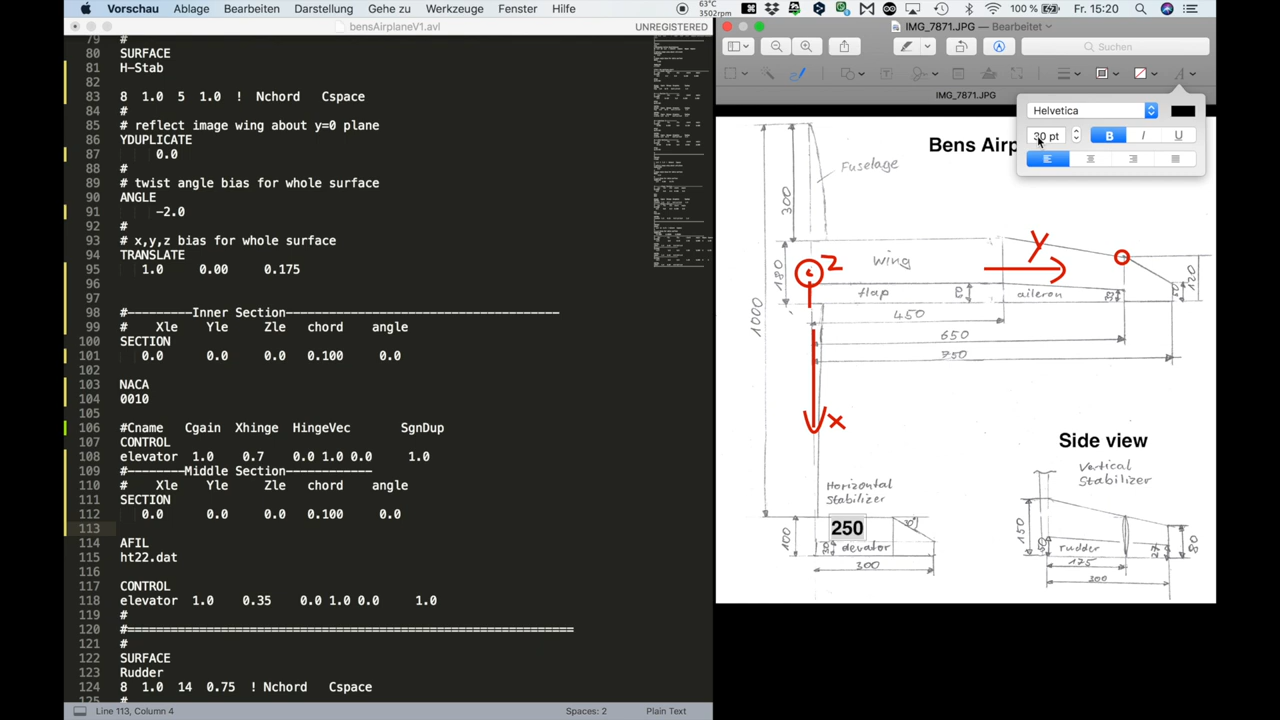 Vorschau Ablage Bearbeiten Darstellung Gehe zu Werkzeuge Fenster Hilfe 63°C 3502rpm 100 % Fr. 15:20
bensAirplaneV1.avl UNREGISTERED
79 #
80 SURFACE
81 H-Stab
82
83 8 1.0 5 1.0 ! Nchord Cspace
84 #
85 # reflect image wing about y=0 plane
86 YDUPLICATE
87 0.0
88 #
89 # twist angle bias for whole surface
90 ANGLE
91 -2.0
92 #
93 # x,y,z bias for whole surface
94 TRANSLATE
95 1.0 0.00 0.175
96
97
98 #--------Inner Section--------------------------------------
99 # Xle Yle Zle chord angle
100 SECTION
101 0.0 0.0 0.0 0.100 0.0
102
103 NACA
104 0010
105
106 #Cname Cgain Xhinge HingeVec SgnDup
107 CONTROL
108 elevator 1.0 0.7 0.0 1.0 0.0 1.0
109 #--------Middle Section------------
110 # Xle Yle Zle chord angle
111 SECTION
112 0.0 0.0 0.0 0.100 0.0
113
114 AFIL
115 ht22.dat
116
117 CONTROL
118 elevator 1.0 0.35 0.0 1.0 0.0 1.0
119 #
120 #==============================================================
121 #
122 SURFACE
123 Rudder
124 8 1.0 14 0.75 ! Nchord Cspace
125 #
Line 113, Column 4 Spaces: 2 Plain Text
IMG_7871.JPG — Bearbeitet
Suchen
IMG_7871.JPG
Helvetica
30 pt
B I U
Bens Airp
Fuselage
300
Y
Z
wing
180
120
flap
aileron
450
1000
650
750
X
Side view
Vertical
Stabilizer
Horizontal
Stabilizer
250
100
30
elevator
300
150
50
rudder
27
80
175
300